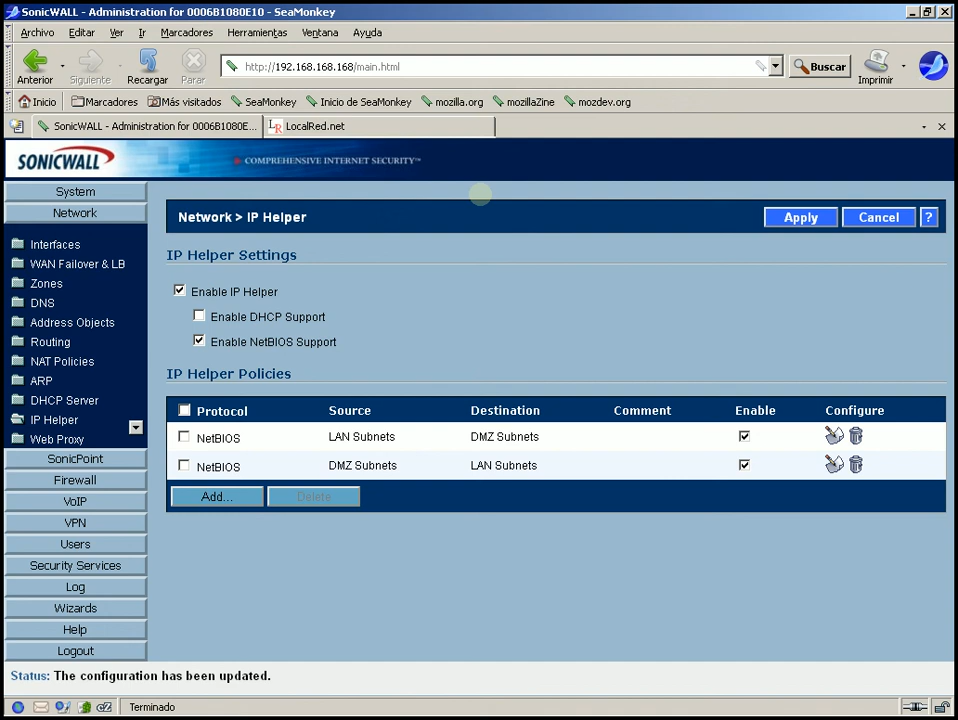 SonicWALL - Administration for 0006B1080E10 - SeaMonkey
Archivo Editar Ver Ir Marcadores Herramientas Ventana Ayuda
Anterior Siguiente Recargar Parar http://192.168.168.168/main.html Buscar Imprimir
Inicio Marcadores Más visitados SeaMonkey Inicio de SeaMonkey mozilla.org mozillaZine mozdev.org
SonicWALL - Administration for 0006B1080E... LR LocalRed.net
SONICWALL COMPREHENSIVE INTERNET SECURITY™
System
Network
Interfaces
WAN Failover & LB
Zones
DNS
Address Objects
Routing
NAT Policies
ARP
DHCP Server
IP Helper
Web Proxy
SonicPoint
Firewall
VoIP
VPN
Users
Security Services
Log
Wizards
Help
Logout
Network > IP Helper Apply Cancel ?
IP Helper Settings
Enable IP Helper
Enable DHCP Support
Enable NetBIOS Support
IP Helper Policies
Protocol Source Destination Comment Enable Configure
NetBIOS LAN Subnets DMZ Subnets
NetBIOS DMZ Subnets LAN Subnets
Add... Delete
Status: The configuration has been updated.
Terminado